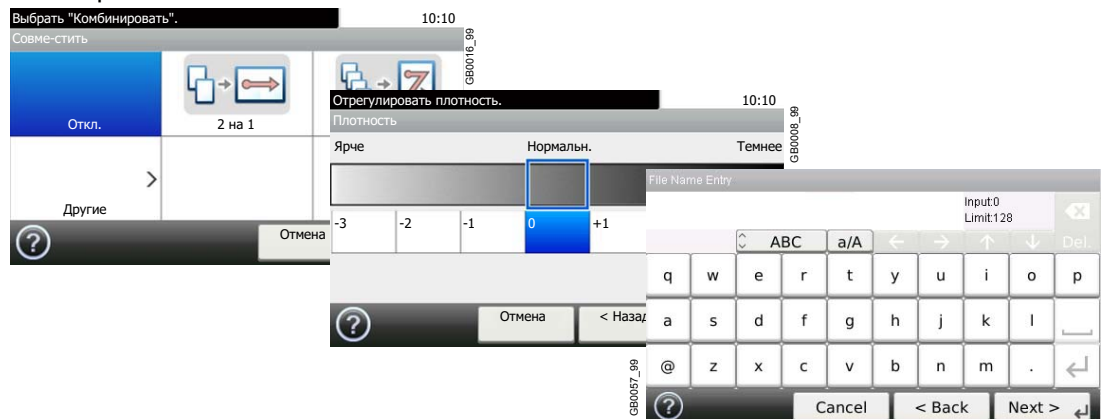 Выбрать "Комбинировать".
10:10
Совме-стить
Откл.
2 на 1
Другие
Отмена
GB0016_99
Отрегулировать плотность.
10:10
Плотность
Ярче
Нормальн.
Темнее
-3
-2
-1
0
+1
Отмена
< Назад
GB0008_99
File Name Entry
Input:0
Limit:128
ABC
a/A
Del.
q w e r t y u i o p
a s d f g h j k l
@ z x c v b n m .
Cancel
< Back
Next >
GB0057_99